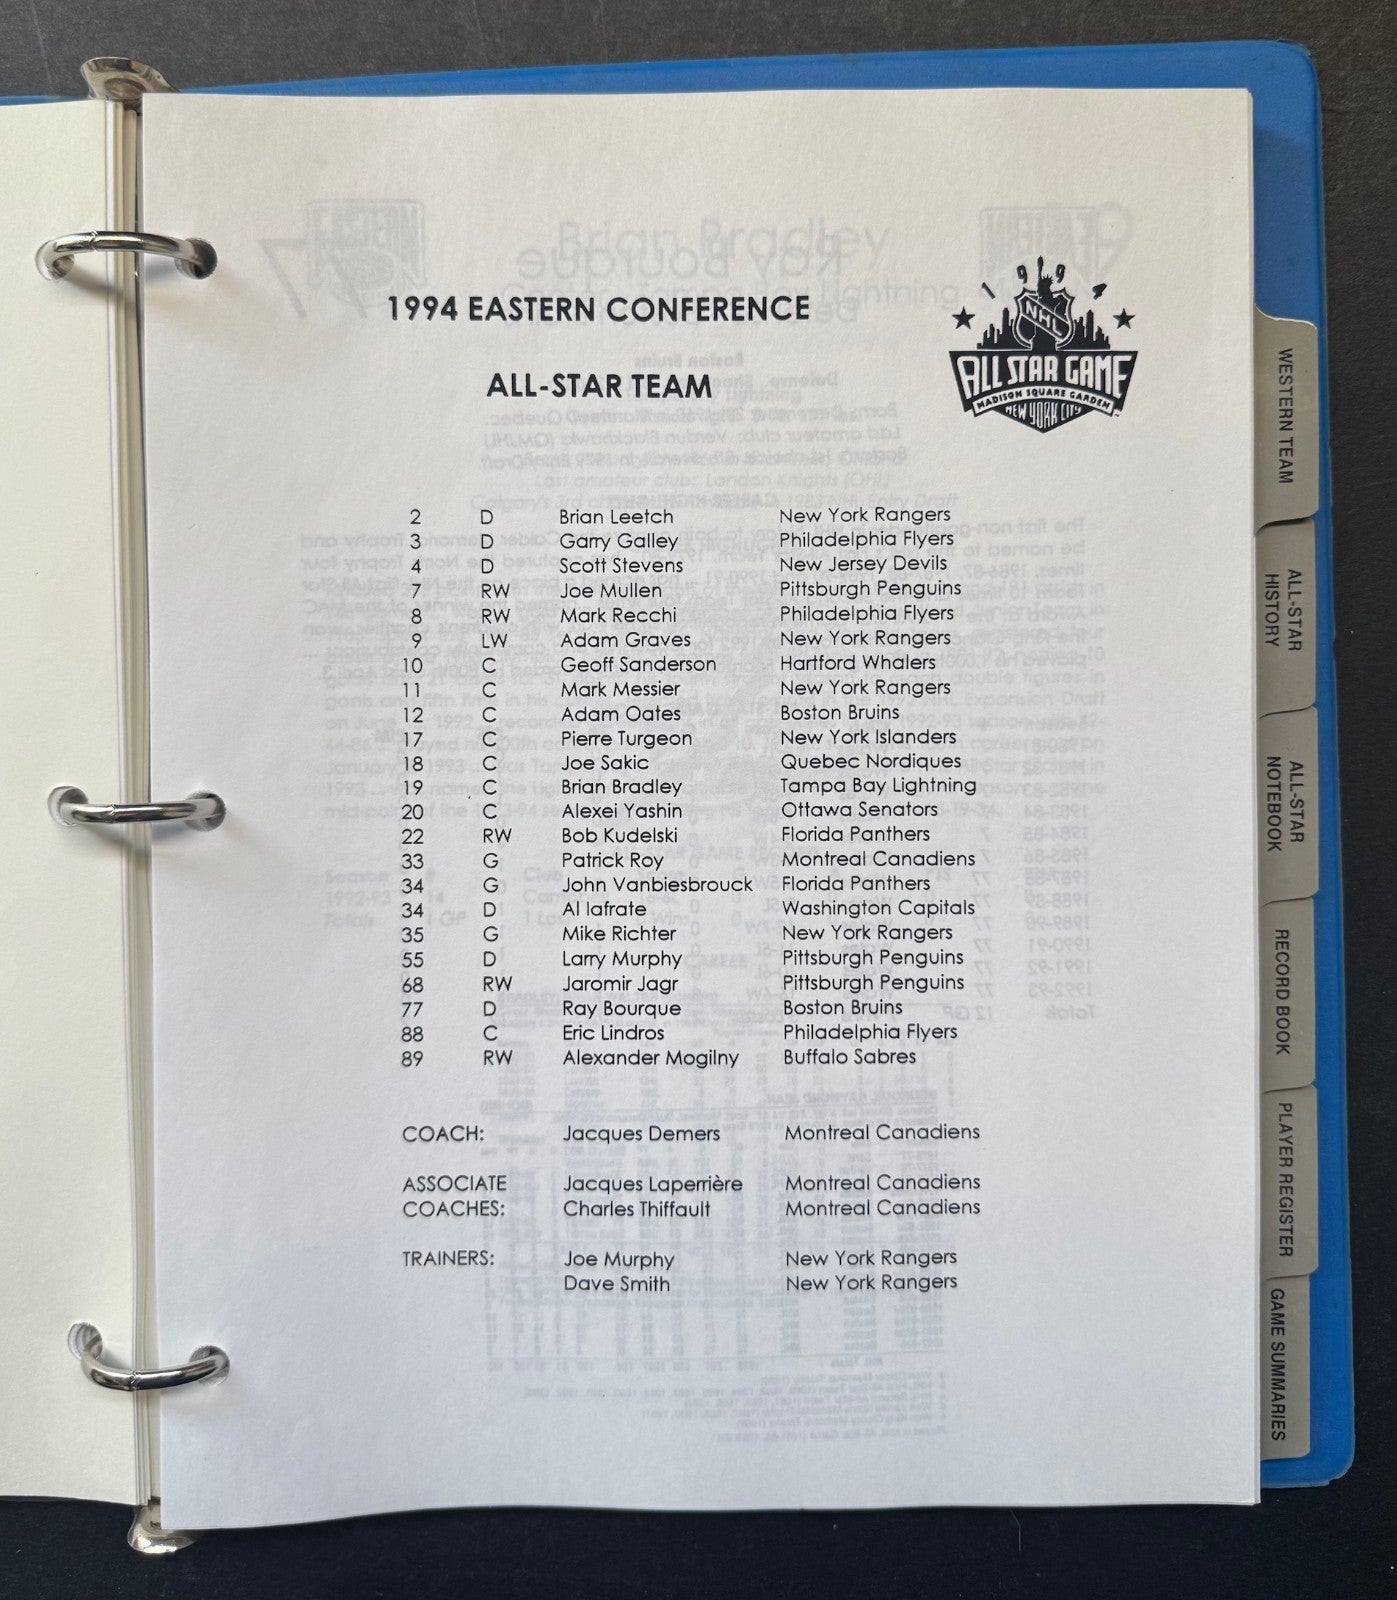 1994 EASTERN CONFERENCE
ALL-STAR TEAM
1994
NHL
ALL STAR GAME
MADISON SQUARE GARDEN
NEW YORK CITY
2 D Brian Leetch New York Rangers
3 D Garry Galley Philadelphia Flyers
4 D Scott Stevens New Jersey Devils
7 RW Joe Mullen Pittsburgh Penguins
8 RW Mark Recchi Philadelphia Flyers
9 LW Adam Graves New York Rangers
10 C Geoff Sanderson Hartford Whalers
11 C Mark Messier New York Rangers
12 C Adam Oates Boston Bruins
17 C Pierre Turgeon New York Islanders
18 C Joe Sakic Quebec Nordiques
19 C Brian Bradley Tampa Bay Lightning
20 C Alexei Yashin Ottawa Senators
22 RW Bob Kudelski Florida Panthers
33 G Patrick Roy Montreal Canadiens
34 G John Vanbiesbrouck Florida Panthers
34 D Al Iafrate Washington Capitals
35 G Mike Richter New York Rangers
55 D Larry Murphy Pittsburgh Penguins
68 RW Jaromir Jagr Pittsburgh Penguins
77 D Ray Bourque Boston Bruins
88 C Eric Lindros Philadelphia Flyers
89 RW Alexander Mogilny Buffalo Sabres
COACH: Jacques Demers Montreal Canadiens
ASSOCIATE Jacques Laperrière Montreal Canadiens
COACHES: Charles Thiffault Montreal Canadiens
TRAINERS: Joe Murphy New York Rangers
Dave Smith New York Rangers
WESTERN TEAM
ALL-STAR
HISTORY
ALL-STAR
NOTEBOOK
RECORD BOOK
PLAYER REGISTER
GAME SUMMARIES